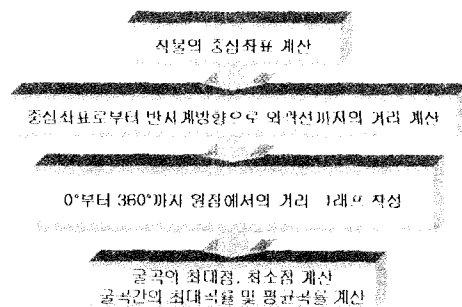 작물의 중심좌표 계산
중심좌표로부터 반시계방향으로 외곽선까지의 거리 계산
0°부터 360°까지 원점에서의 거리 그래프 작성
굴곡의 최대점, 최소점 계산
굴곡간의 최대곡률 및 평균곡률 계산